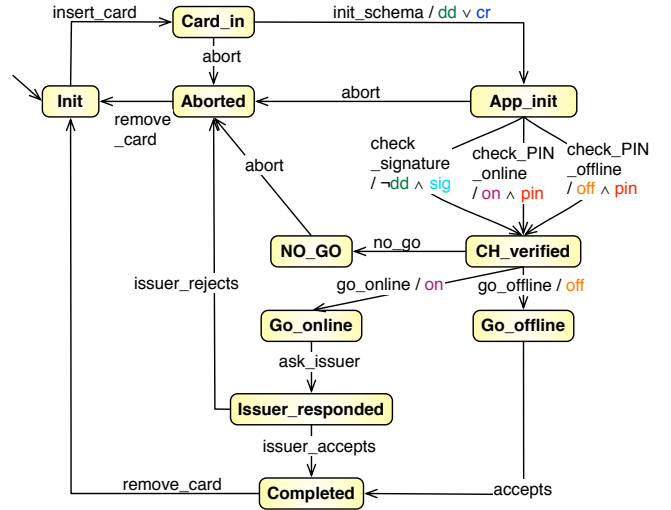 insert_card
Card_in
init_schema / dd ∨ cr
abort
Init
Aborted
abort
App_init
remove
_card
check
_signature
/ ¬dd ∧ sig
check_PIN
_online
/ on ∧ pin
check_PIN
_offline
/ off ∧ pin
abort
NO_GO
no_go
CH_verified
issuer_rejects
go_online / on
go_offline / off
Go_online
Go_offline
ask_issuer
Issuer_responded
issuer_accepts
remove_card
Completed
accepts